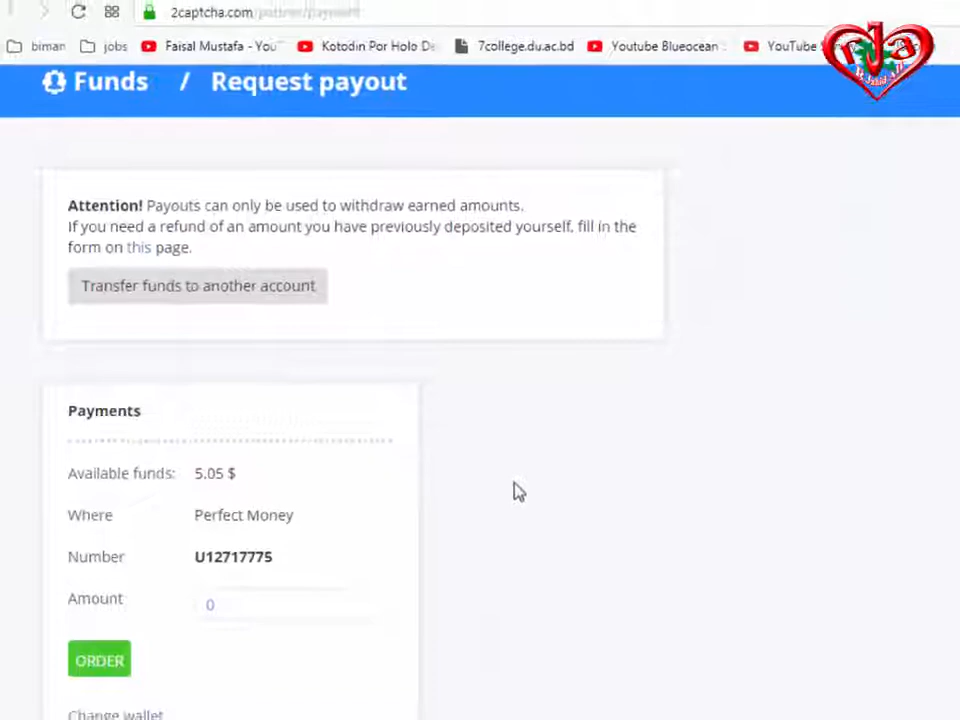 2captcha.com/partner/payment
biman
jobs
Faisal Mustafa - You
Kotodin Por Holo De
7college.du.ac.bd
Youtube Blueocean
YouTube
Funds / Request payout
Attention! Payouts can only be used to withdraw earned amounts.
If you need a refund of an amount you have previously deposited yourself, fill in the
form on this page.
Transfer funds to another account
Payments
Available funds: 5.05 $
Where Perfect Money
Number U12717775
Amount 0
ORDER
Change wallet